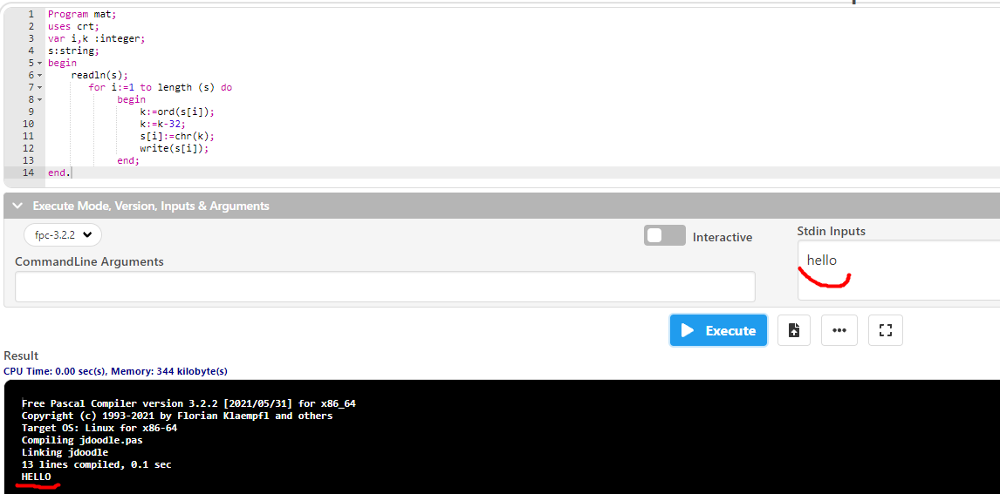 1 Program mat;
2 uses crt;
3 var i,k :integer;
4 s:string;
5 begin
6 readln(s);
7 for i:=1 to length (s) do
8 begin
9 k:=ord(s[i]);
10 k:=k-32;
11 s[i]:=chr(k);
12 write(s[i]);
13 end;
14 end.
Execute Mode, Version, Inputs & Arguments
fpc-3.2.2
Interactive
Stdin Inputs
CommandLine Arguments
hello
Execute
Result
CPU Time: 0.00 sec(s), Memory: 344 kilobyte(s)
Free Pascal Compiler version 3.2.2 [2021/05/31] for x86_64
Copyright (c) 1993-2021 by Florian Klaempfl and others
Target OS: Linux for x86-64
Compiling jdoodle.pas
Linking jdoodle
13 lines compiled, 0.1 sec
HELLO